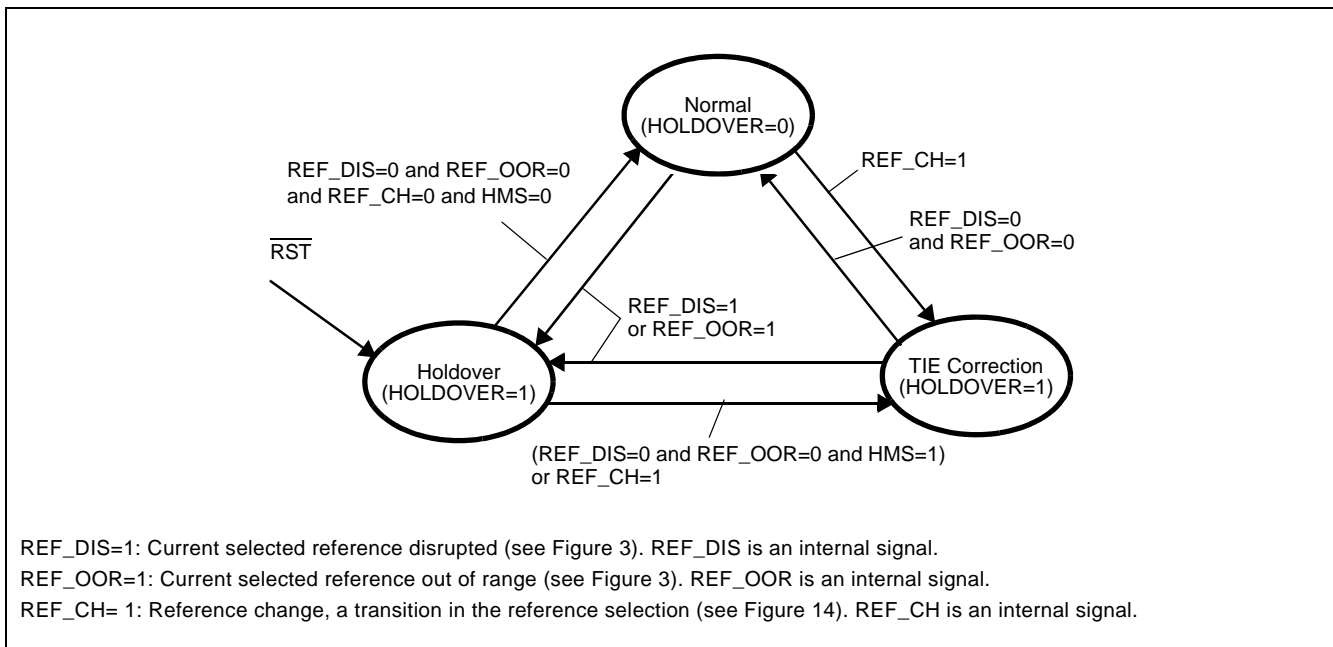 Normal
(HOLDOVER=0)
REF_DIS=0 and REF_OOR=0
and REF_CH=0 and HMS=0
REF_CH=1
REF_DIS=0
and REF_OOR=0
RST
REF_DIS=1
or REF_OOR=1
Holdover
(HOLDOVER=1)
TIE Correction
(HOLDOVER=1)
(REF_DIS=0 and REF_OOR=0 and HMS=1)
or REF_CH=1
REF_DIS=1: Current selected reference disrupted (see Figure 3). REF_DIS is an internal signal.
REF_OOR=1: Current selected reference out of range (see Figure 3). REF_OOR is an internal signal.
REF_CH= 1: Reference change, a transition in the reference selection (see Figure 14). REF_CH is an internal signal.